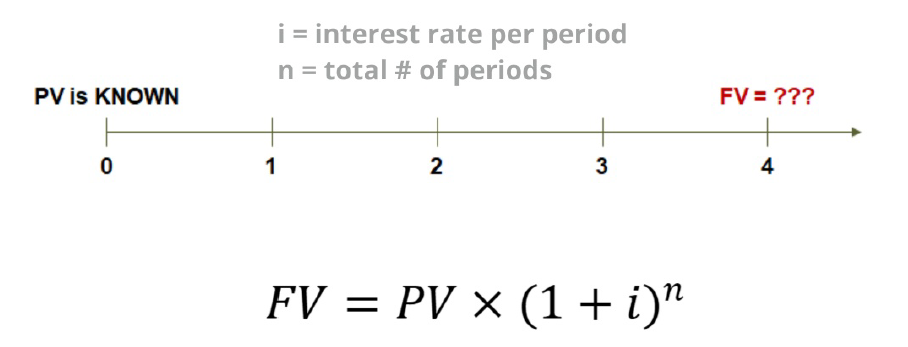 i = interest rate per period
n = total # of periods
PV is KNOWN FV = ???
0 1 2 3 4
FV = PV × (1 + i)ⁿ